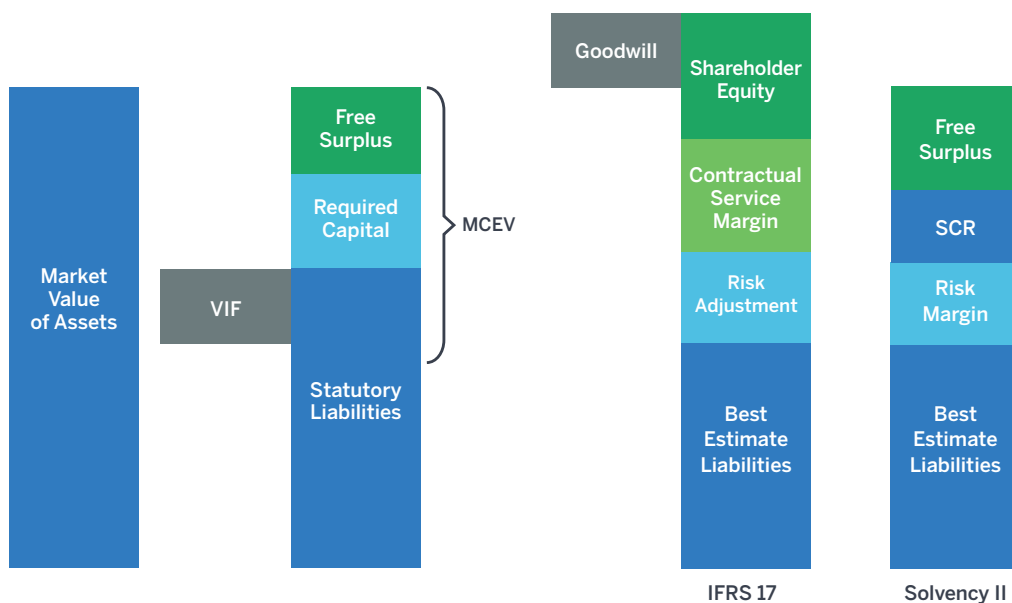 Market
Value
of Assets
VIF
Free
Surplus
Required
Capital
Statutory
Liabilities
MCEV
Goodwill
Shareholder
Equity
Contractual
Service
Margin
Risk
Adjustment
Best
Estimate
Liabilities
IFRS 17
Free
Surplus
SCR
Risk
Margin
Best
Estimate
Liabilities
Solvency II